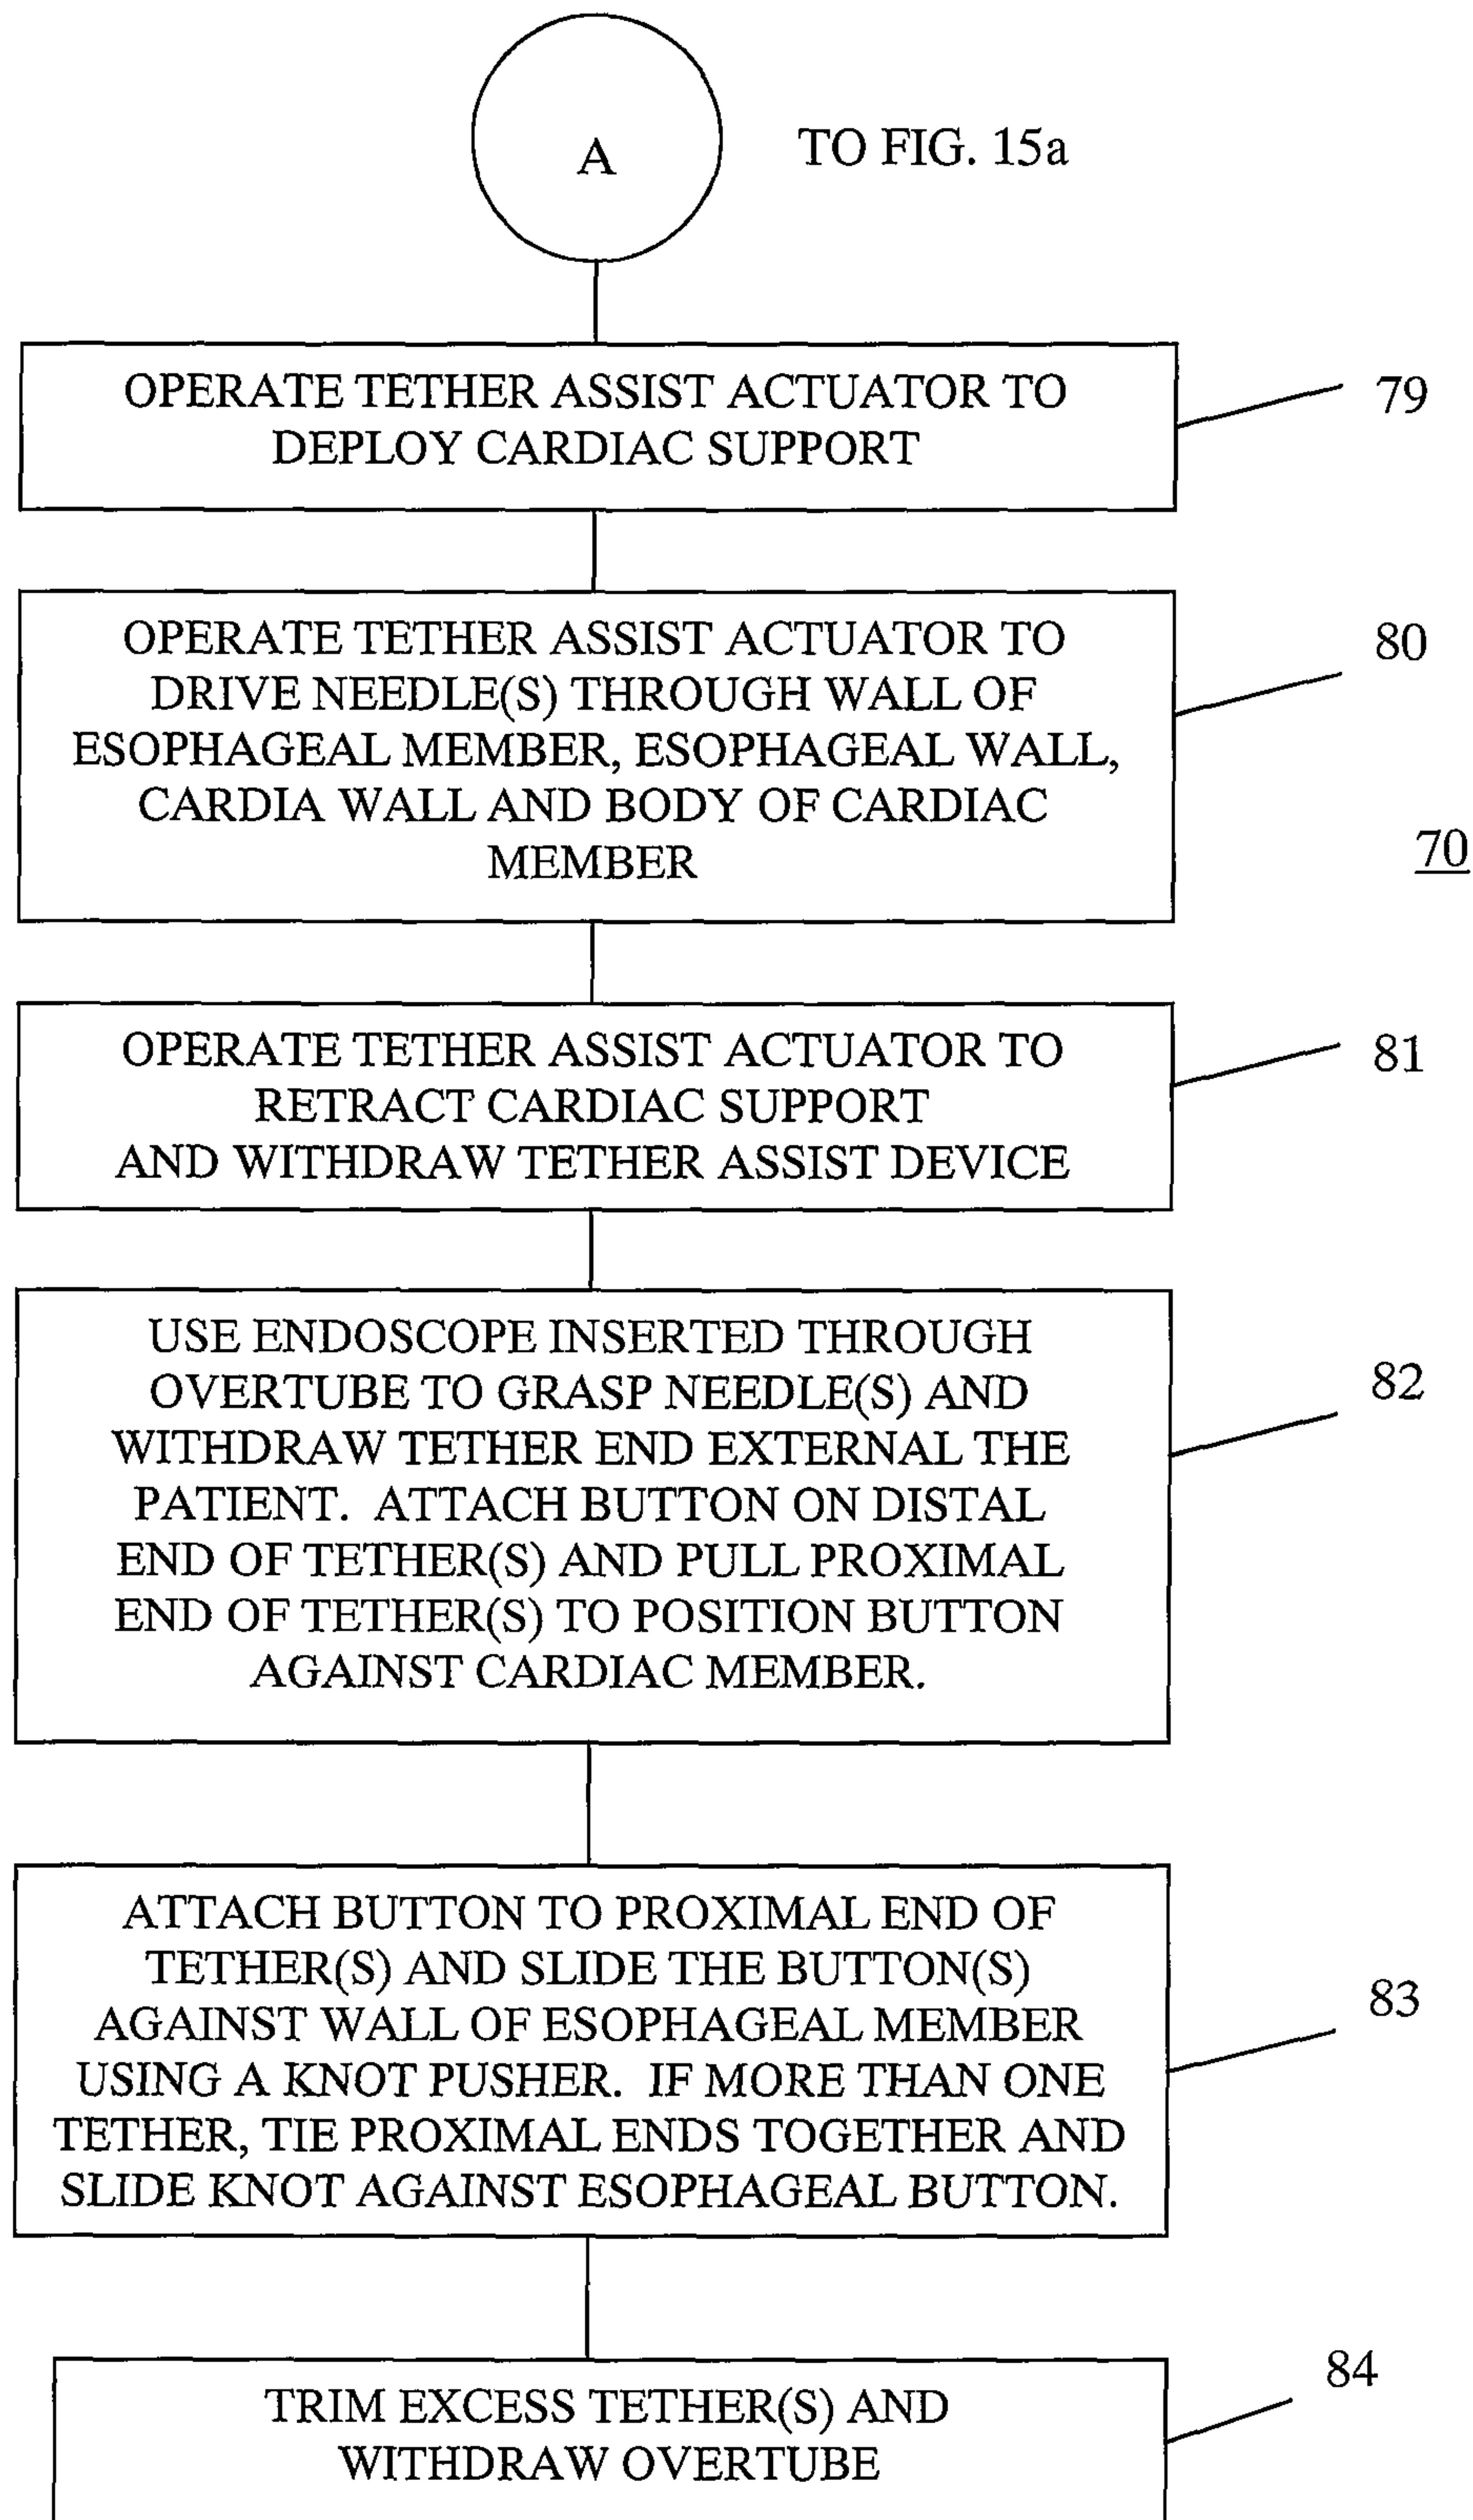 A
TO FIG. 15a
OPERATE TETHER ASSIST ACTUATOR TO
DEPLOY CARDIAC SUPPORT
79
OPERATE TETHER ASSIST ACTUATOR TO
DRIVE NEEDLE(S) THROUGH WALL OF
ESOPHAGEAL MEMBER, ESOPHAGEAL WALL,
CARDIA WALL AND BODY OF CARDIAC
MEMBER
80
70
OPERATE TETHER ASSIST ACTUATOR TO
RETRACT CARDIAC SUPPORT
AND WITHDRAW TETHER ASSIST DEVICE
81
USE ENDOSCOPE INSERTED THROUGH
OVERTUBE TO GRASP NEEDLE(S) AND
WITHDRAW TETHER END EXTERNAL THE
PATIENT. ATTACH BUTTON ON DISTAL
END OF TETHER(S) AND PULL PROXIMAL
END OF TETHER(S) TO POSITION BUTTON
AGAINST CARDIAC MEMBER.
82
ATTACH BUTTON TO PROXIMAL END OF
TETHER(S) AND SLIDE THE BUTTON(S)
AGAINST WALL OF ESOPHAGEAL MEMBER
USING A KNOT PUSHER. IF MORE THAN ONE
TETHER, TIE PROXIMAL ENDS TOGETHER AND
SLIDE KNOT AGAINST ESOPHAGEAL BUTTON.
83
TRIM EXCESS TETHER(S) AND
WITHDRAW OVERTUBE
84